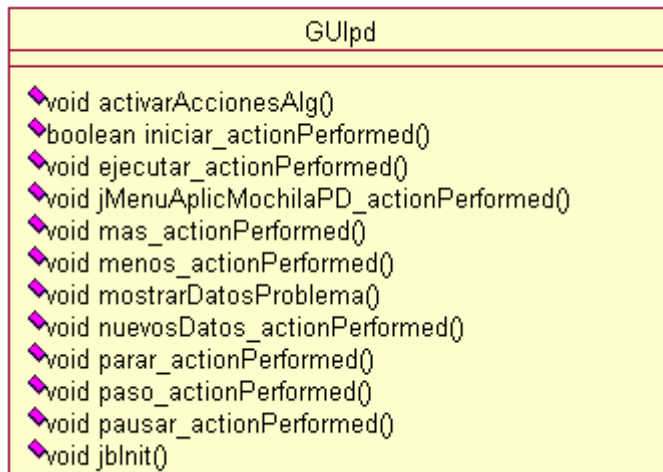 GUIpd
void activarAccionesAlg()
boolean iniciar_actionPerformed()
void ejecutar_actionPerformed()
void jMenuAplicMochilaPD_actionPerformed()
void mas_actionPerformed()
void menos_actionPerformed()
void mostrarDatosProblema()
void nuevosDatos_actionPerformed()
void parar_actionPerformed()
void paso_actionPerformed()
void pausar_actionPerformed()
void jbInit()